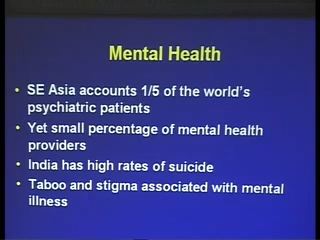 Mental Health
• SE Asia accounts 1/5 of the world's
psychiatric patients
• Yet small percentage of mental health
providers
• India has high rates of suicide
• Taboo and stigma associated with mental
illness